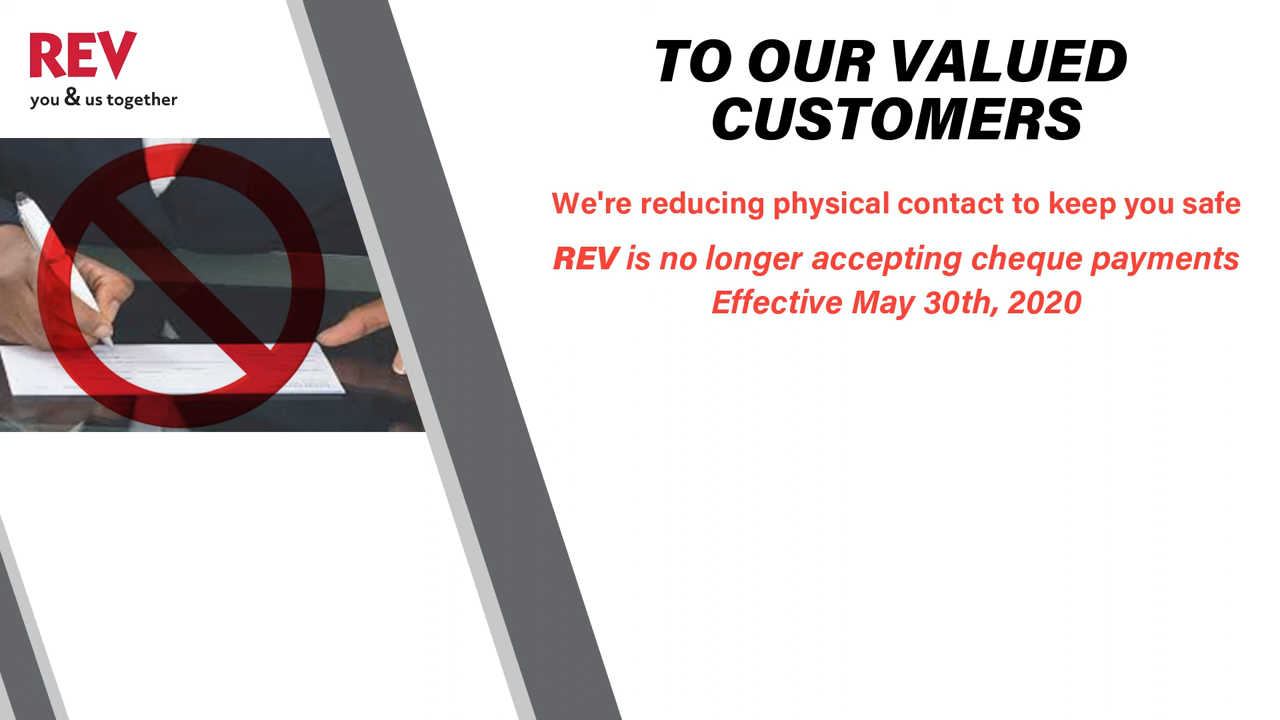 REV
you & us together
TO OUR VALUED
CUSTOMERS
We're reducing physical contact to keep you safe
REV is no longer accepting cheque payments
Effective May 30th, 2020